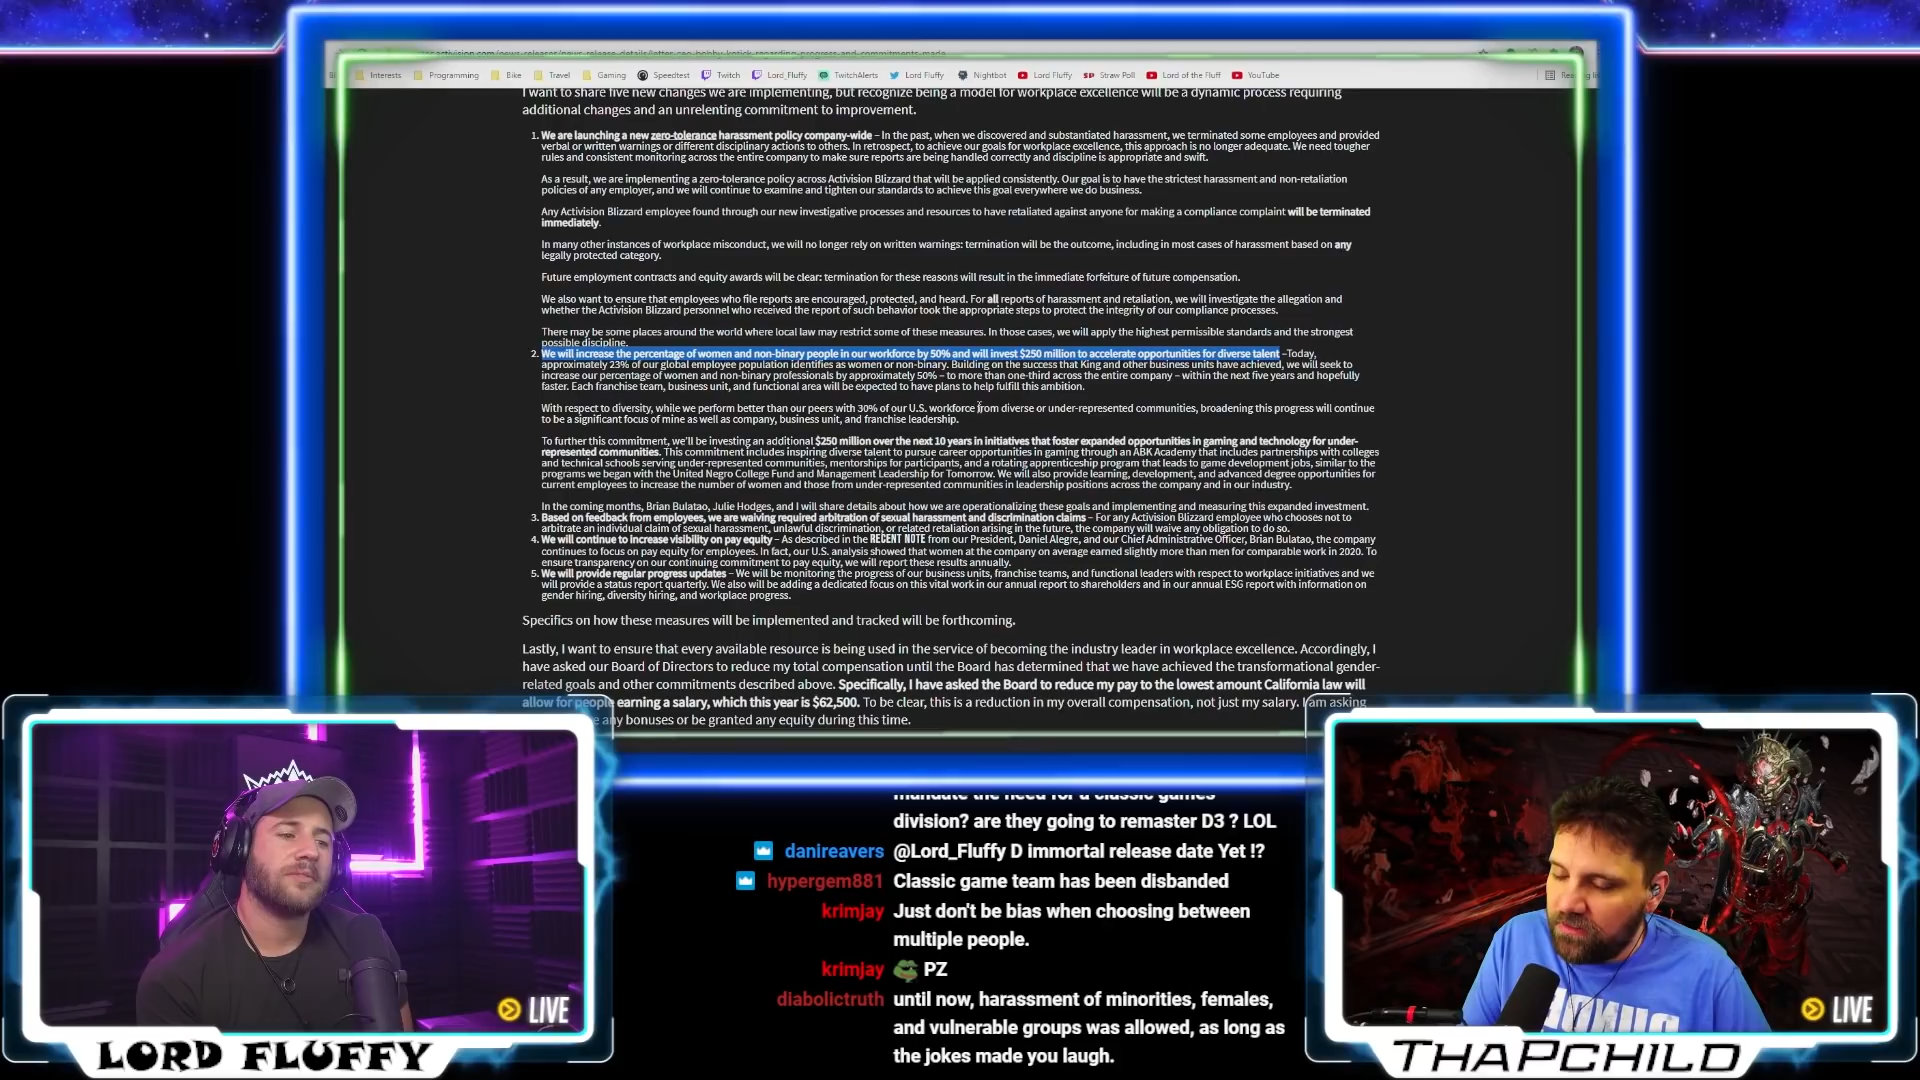 Interests Programming Bike Travel Gaming Speedtest Twitch Lord_Fluffy TwitchAlerts Lord Fluffy Nightbot Lord Fluffy Straw Poll Lord of the Fluff YouTube
I want to share five new changes we are implementing, but recognize being a model for workplace excellence will be a dynamic process requiring
additional changes and an unrelenting commitment to improvement.
1. We are launching a new zero-tolerance harassment policy company-wide – In the past, when we discovered and substantiated harassment, we terminated some employees and provided
verbal or written warnings or different disciplinary actions to others. In retrospect, to achieve our goals for workplace excellence, this approach is no longer adequate. We need tougher
rules and consistent monitoring across the entire company to make sure reports are being handled correctly and discipline is appropriate and swift.
As a result, we are implementing a zero-tolerance policy across Activision Blizzard that will be applied consistently. Our goal is to have the strictest harassment and non-retaliation
policies of any employer, and we will continue to examine and tighten our standards to achieve this goal everywhere we do business.
Any Activision Blizzard employee found through our new investigative processes and resources to have retaliated against anyone for making a compliance complaint will be terminated
immediately.
In many other instances of workplace misconduct, we will no longer rely on written warnings: termination will be the outcome, including in most cases of harassment based on any
legally protected category.
Future employment contracts and equity awards will be clear: termination for these reasons will result in the immediate forfeiture of future compensation.
We also want to ensure that employees who file reports are encouraged, protected, and heard. For all reports of harassment and retaliation, we will investigate the allegation and
whether the Activision Blizzard personnel who received the report of such behavior took the appropriate steps to protect the integrity of our compliance processes.
There may be some places around the world where local law may restrict some of these measures. In those cases, we will apply the highest permissible standards and the strongest
possible discipline.
2. We will increase the percentage of women and non-binary people in our workforce by 50% and will invest $250 million to accelerate opportunities for diverse talent –Today,
approximately 23% of our global employee population identifies as women or non-binary. Building on the success that King and other business units have achieved, we will seek to
increase our percentage of women and non-binary professionals by approximately 50% – to more than one-third across the entire company – within the next five years and hopefully
faster. Each franchise team, business unit, and functional area will be expected to have plans to help fulfill this ambition.
With respect to diversity, while we perform better than our peers with 30% of our U.S. workforce from diverse or under-represented communities, broadening this progress will continue
to be a significant focus of mine as well as company, business unit, and franchise leadership.
To further this commitment, we'll be investing an additional $250 million over the next 10 years in initiatives that foster expanded opportunities in gaming and technology for under-
represented communities. This commitment includes inspiring diverse talent to pursue career opportunities in gaming through an ABK Academy that includes partnerships with colleges
and technical schools serving under-represented communities, mentorships for participants, and a rotating apprenticeship program that leads to game development jobs, similar to the
programs we began with the United Negro College Fund and Management Leadership for Tomorrow. We will also provide learning, development, and advanced degree opportunities for
current employees to increase the number of women and those from under-represented communities in leadership positions across the company and in our industry.
In the coming months, Brian Bulatao, Julie Hodges, and I will share details about how we are operationalizing these goals and implementing and measuring this expanded investment.
3. Based on feedback from employees, we are waiving required arbitration of sexual harassment and discrimination claims – For any Activision Blizzard employee who chooses not to
arbitrate an individual claim of sexual harassment, unlawful discrimination, or related retaliation arising in the future, the company will waive any obligation to do so.
4. We will continue to increase visibility on pay equity – As described in the RECENT NOTE from our President, Daniel Alegre, and our Chief Administrative Officer, Brian Bulatao, the company
continues to focus on pay equity for employees. In fact, our U.S. analysis showed that women at the company on average earned slightly more than men for comparable work in 2020. To
ensure transparency on our continuing commitment to pay equity, we will report these results annually.
5. We will provide regular progress updates – We will be monitoring the progress of our business units, franchise teams, and functional leaders with respect to workplace initiatives and we
will provide a status report quarterly. We also will be adding a dedicated focus on this vital work in our annual report to shareholders and in our annual ESG report with information on
gender hiring, diversity hiring, and workplace progress.
Specifics on how these measures will be implemented and tracked will be forthcoming.
Lastly, I want to ensure that every available resource is being used in the service of becoming the industry leader in workplace excellence. Accordingly, I
have asked our Board of Directors to reduce my total compensation until the Board has determined that we have achieved the transformational gender-
related goals and other commitments described above. Specifically, I have asked the Board to reduce my pay to the lowest amount California law will
allow for people earning a salary, which this year is $62,500. To be clear, this is a reduction in my overall compensation, not just my salary. I am asking
any bonuses or be granted any equity during this time.
mandate the need for a classic games
division? are they going to remaster D3 ? LOL
danireavers @Lord_Fluffy D immortal release date Yet !?
hypergem881 Classic game team has been disbanded
krimjay Just don't be bias when choosing between
multiple people.
krimjay PZ
diabolictruth until now, harassment of minorities, females,
and vulnerable groups was allowed, as long as
the jokes made you laugh.
LIVE
LORD FLUFFY
LIVE
THAPCHILD